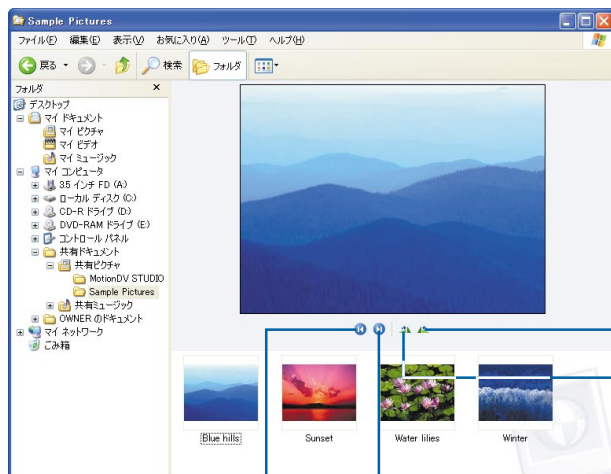 Sample Pictures
ファイル(F) 編集(E) 表示(V) お気に入り(A) ツール(T) ヘルプ(H)
戻る 検索 フォルダ
フォルダ ×
デスクトップ
マイ ドキュメント
マイ ピクチャ
マイ ビデオ
マイ ミュージック
マイ コンピュータ
3.5 インチ FD (A:)
ローカル ディスク (C:)
CD-R ドライブ (D:)
DVD-RAM ドライブ (E:)
コントロール パネル
共有ドキュメント
共有ピクチャ
MotionDV STUDIO
Sample Pictures
共有ミュージック
OWNER のドキュメント
マイ ネットワーク
ごみ箱
Blue hills Sunset Water lilies Winter